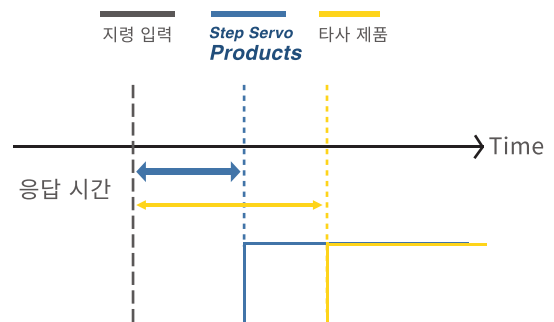 지령 입력
Step Servo
Products
타사 제품
Time
응답 시간